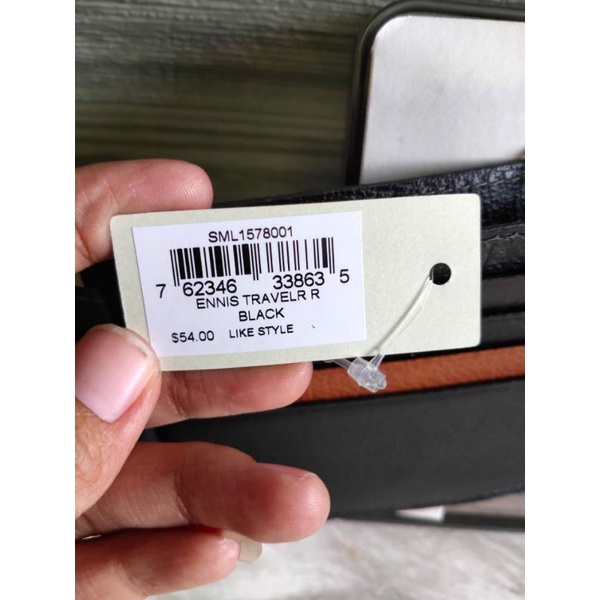 SML1578001
7 62346 33863 5
ENNIS TRAVELR R
BLACK
$54.00 LIKE STYLE